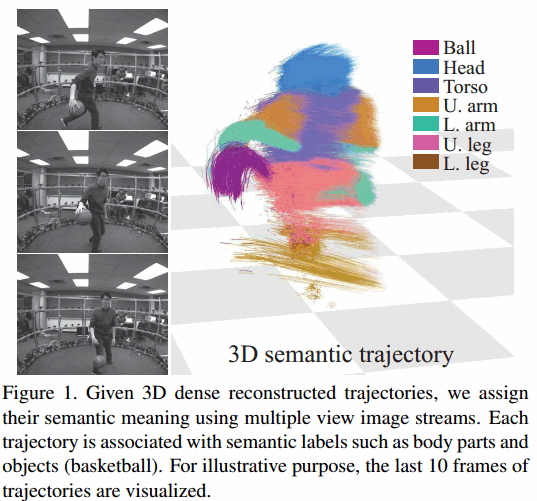 Ball
Head
Torso
U. arm
L. arm
U. leg
L. leg
3D semantic trajectory
Figure 1. Given 3D dense reconstructed trajectories, we assign
their semantic meaning using multiple view image streams. Each
trajectory is associated with semantic labels such as body parts and
objects (basketball). For illustrative purpose, the last 10 frames of
trajectories are visualized.